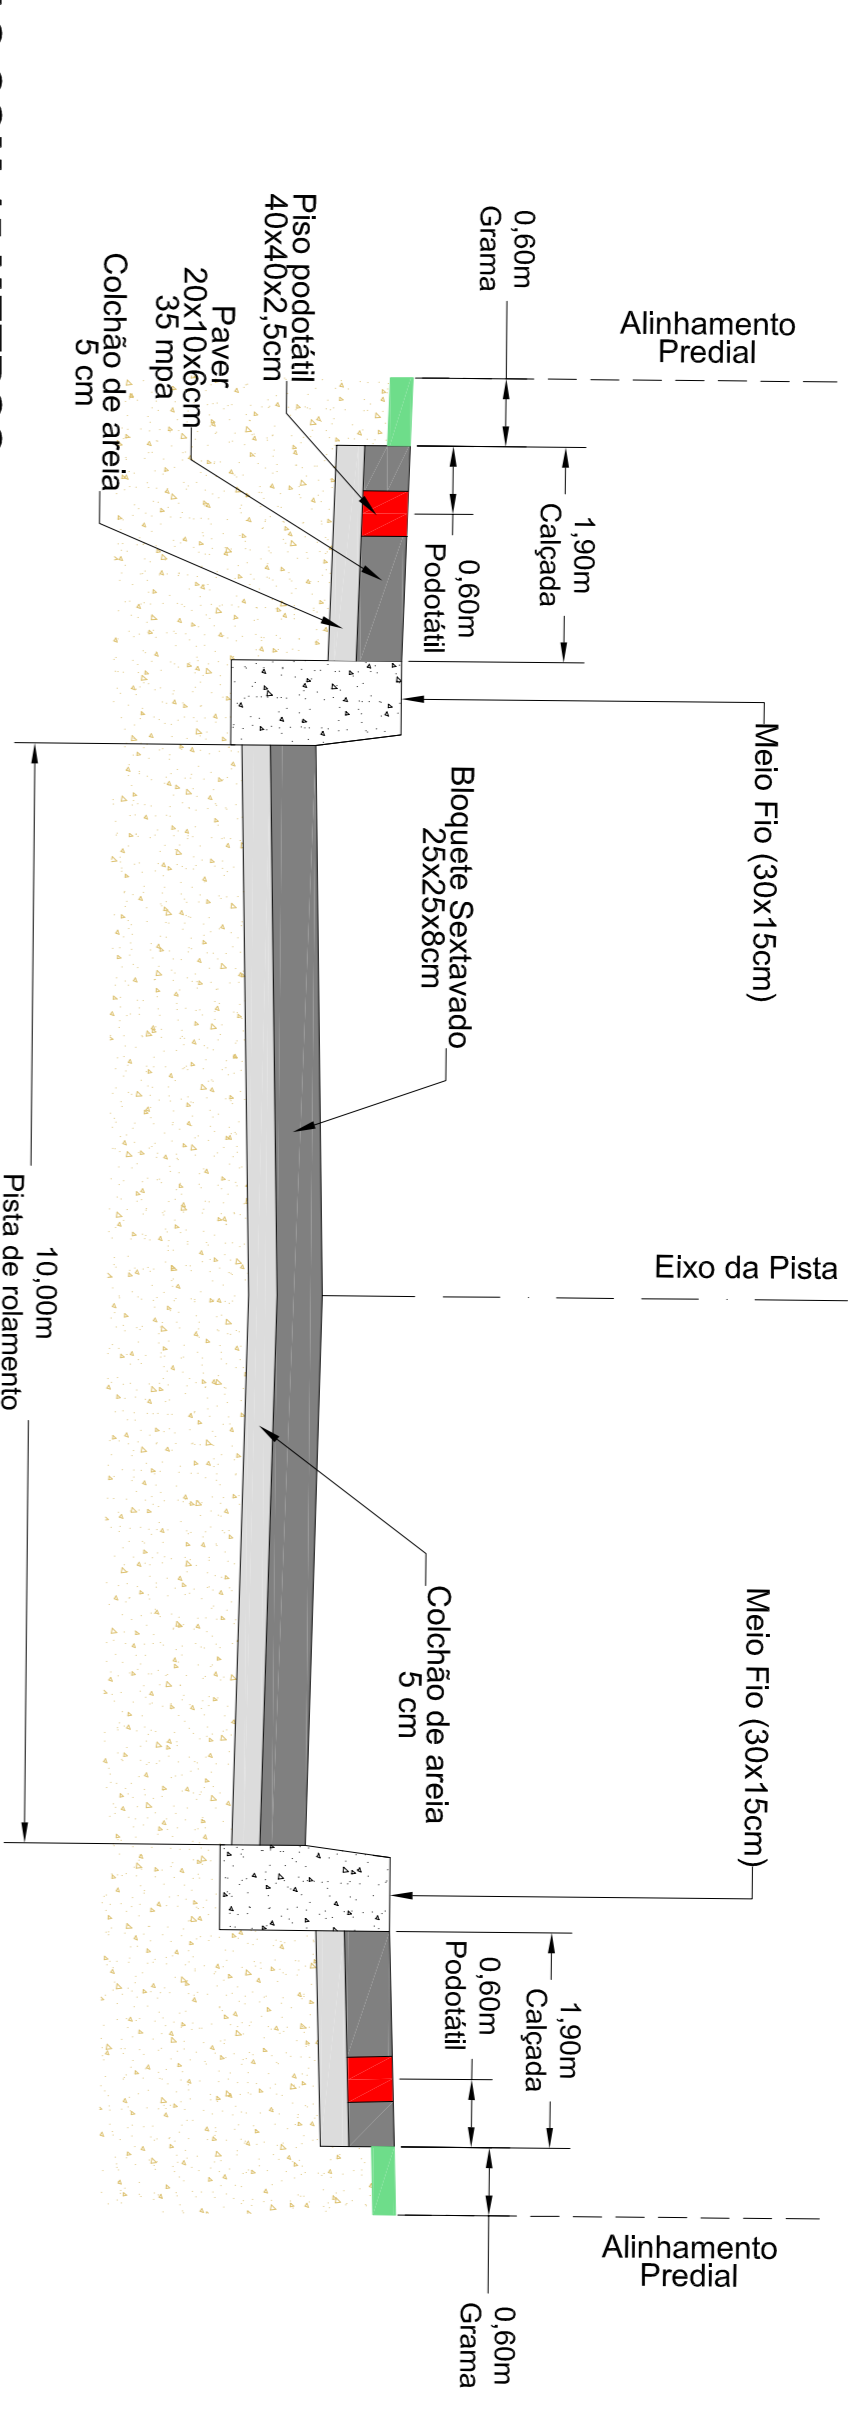 Alinhamento
Predial
0,60m
Grama
1,90m
Calçada
0,60m
Podotátil
Piso podotátil
40x40x2,5cm
Paver
20x10x6cm
35 mpa
Colchão de areia
5 cm
Meio Fio (30x15cm)
Bloquete Sextavado
25x25x8cm
Eixo da Pista
10,00m
Pista de rolamento
Colchão de areia
5 cm
Meio Fio (30x15cm)
0,60m
Podotátil
1,90m
Calçada
Alinhamento
Predial
0,60m
Grama